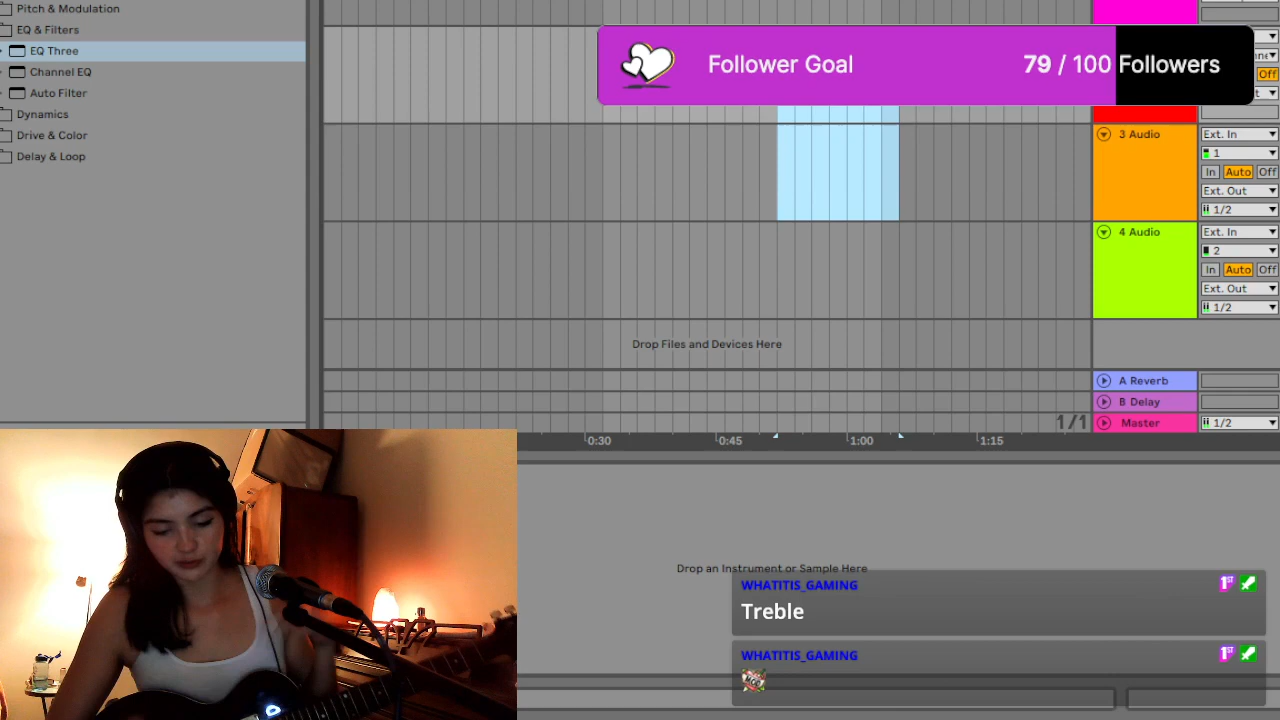 Pitch & Modulation
EQ & Filters
EQ Three
Channel EQ
Auto Filter
Dynamics
Drive & Color
Delay & Loop
Follower Goal
79 / 100 Followers
Off
3 Audio
Ext. In
1
In Auto Off
Ext. Out
1/2
4 Audio
Ext. In
2
In Auto Off
Ext. Out
1/2
Drop Files and Devices Here
A Reverb
B Delay
1/1
Master
1/2
0:30
0:45
1:00
1:15
Drop an Instrument or Sample Here
WHATITIS_GAMING
1ST
Treble
WHATITIS_GAMING
1ST